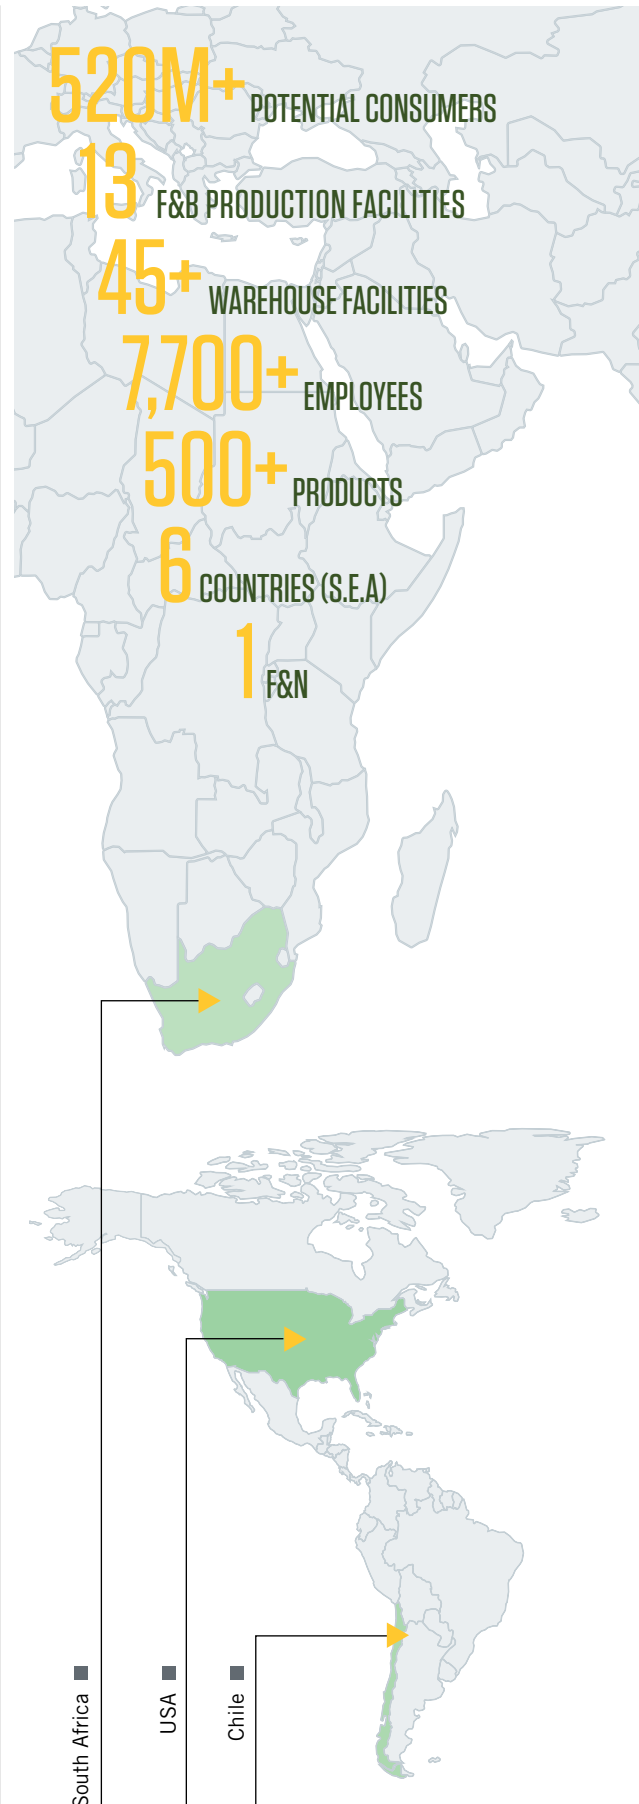 520M+ POTENTIAL CONSUMERS
13 F&B PRODUCTION FACILITIES
45+ WAREHOUSE FACILITIES
7,700+ EMPLOYEES
500+ PRODUCTS
6 COUNTRIES (S.E.A)
1 F&N
South Africa
USA
Chile